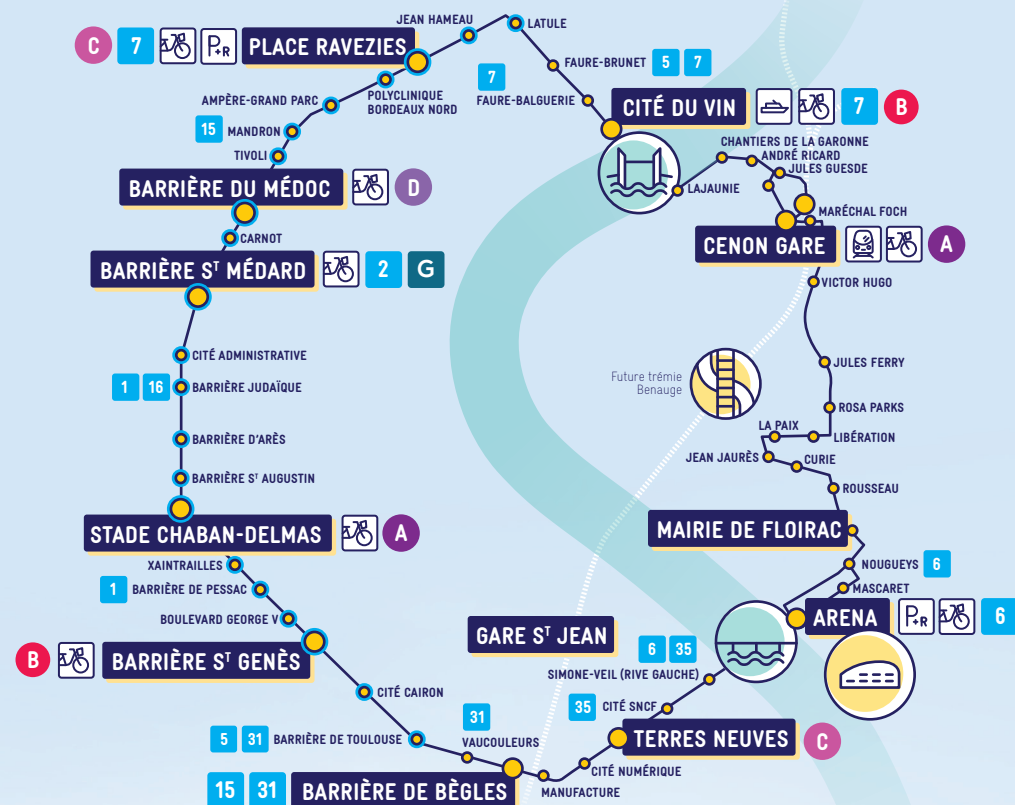 JEAN HAMEAU
LATULE
C 7 P+R PLACE RAVEZIES
FAURE-BRUNET 5 7
7
FAURE-BALGUERIE
POLYCLINIQUE
BORDEAUX NORD
AMPÈRE-GRAND PARC
CITÉ DU VIN 7 B
15 MANDRON
TIVOLI
CHANTIERS DE LA GARONNE
ANDRÉ RICARD
JULES GUESDE
LAJAUNIE
BARRIÈRE DU MÉDOC D
MARÉCHAL FOCH
CARNOT
CENON GARE A
BARRIÈRE Sᵀ MÉDARD 2 G
VICTOR HUGO
CITÉ ADMINISTRATIVE
JULES FERRY
1 16 BARRIÈRE JUDAÏQUE
Future trémie
Benauge
ROSA PARKS
LA PAIX
LIBÉRATION
BARRIÈRE D'ARÈS
JEAN JAURÈS
CURIE
BARRIÈRE Sᵀ AUGUSTIN
ROUSSEAU
STADE CHABAN-DELMAS A
MAIRIE DE FLOIRAC
XAINTRAILLES
NOUGUEYS 6
1 BARRIÈRE DE PESSAC
MASCARET
BOULEVARD GEORGE V
ARENA P+R 6
GARE Sᵀ JEAN
B BARRIÈRE Sᵀ GENÈS
6 35
SIMONE-VEIL (RIVE GAUCHE)
CITÉ CAIRON
35 CITÉ SNCF
31
5 31 BARRIÈRE DE TOULOUSE
VAUCOULEURS
TERRES NEUVES C
CITÉ NUMÉRIQUE
15 31 BARRIÈRE DE BÈGLES
MANUFACTURE